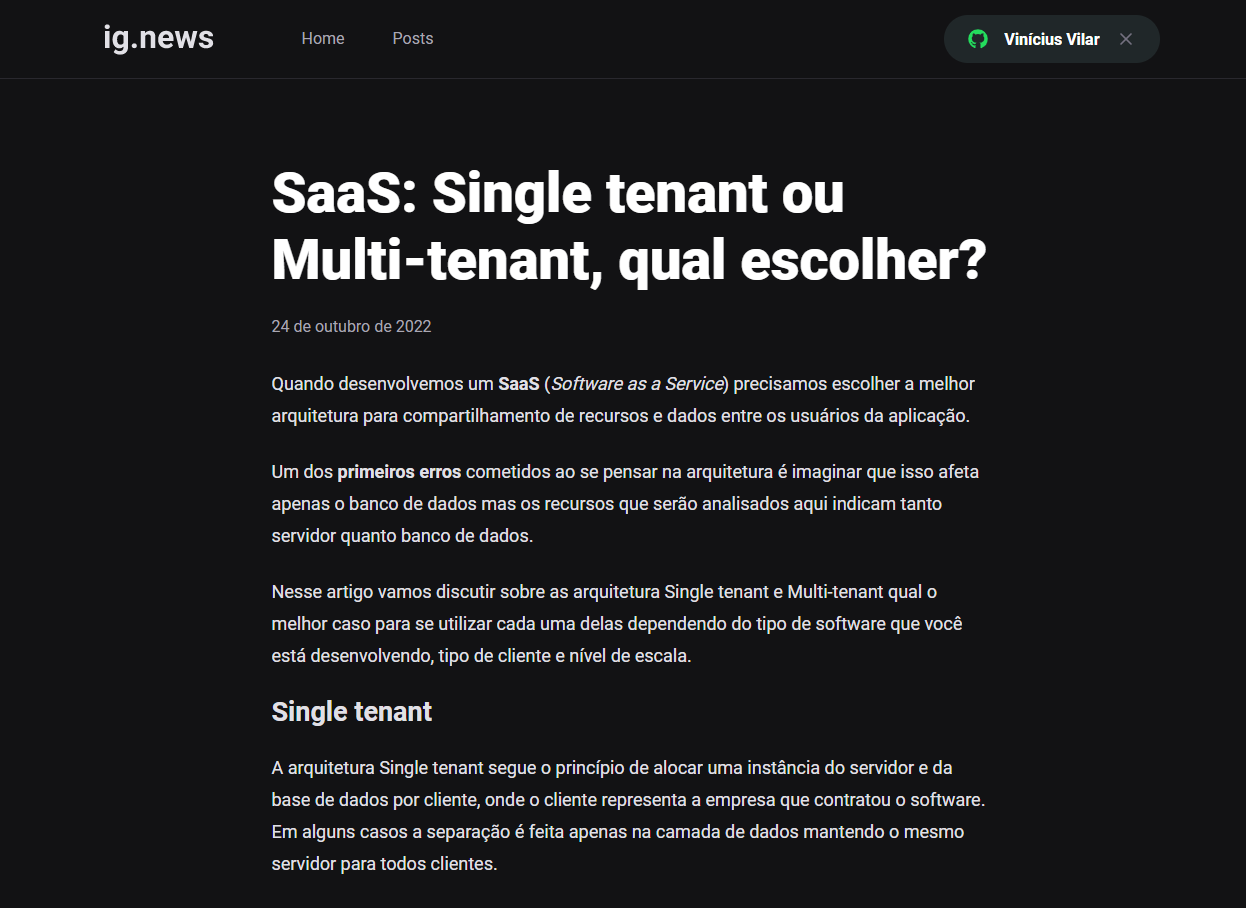 ig.news
Home
Posts
Vinícius Vilar
SaaS: Single tenant ou
Multi-tenant, qual escolher?
24 de outubro de 2022
Quando desenvolvemos um SaaS (Software as a Service) precisamos escolher a melhor
arquitetura para compartilhamento de recursos e dados entre os usuários da aplicação.
Um dos primeiros erros cometidos ao se pensar na arquitetura é imaginar que isso afeta
apenas o banco de dados mas os recursos que serão analisados aqui indicam tanto
servidor quanto banco de dados.
Nesse artigo vamos discutir sobre as arquitetura Single tenant e Multi-tenant qual o
melhor caso para se utilizar cada uma delas dependendo do tipo de software que você
está desenvolvendo, tipo de cliente e nível de escala.
Single tenant
A arquitetura Single tenant segue o princípio de alocar uma instância do servidor e da
base de dados por cliente, onde o cliente representa a empresa que contratou o software.
Em alguns casos a separação é feita apenas na camada de dados mantendo o mesmo
servidor para todos clientes.